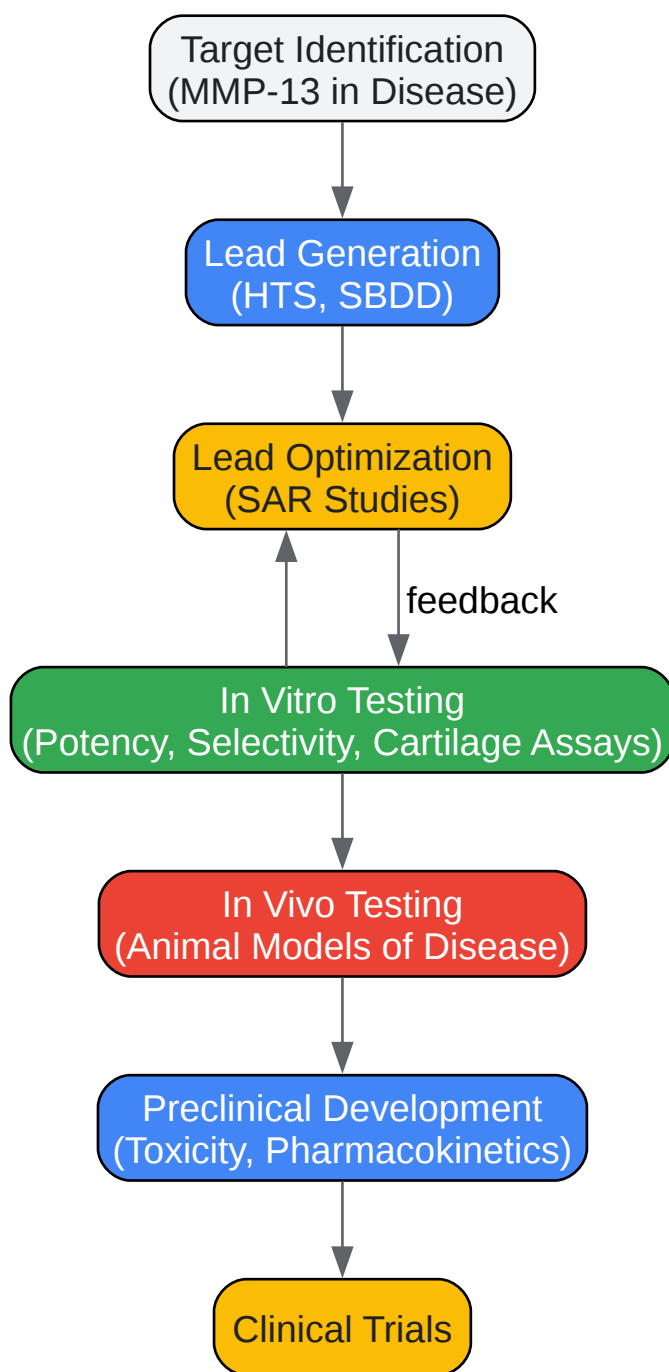 Target Identification
(MMP-13 in Disease)
Lead Generation
(HTS, SBDD)
Lead Optimization
(SAR Studies)
feedback
In Vitro Testing
(Potency, Selectivity, Cartilage Assays)
In Vivo Testing
(Animal Models of Disease)
Preclinical Development
(Toxicity, Pharmacokinetics)
Clinical Trials